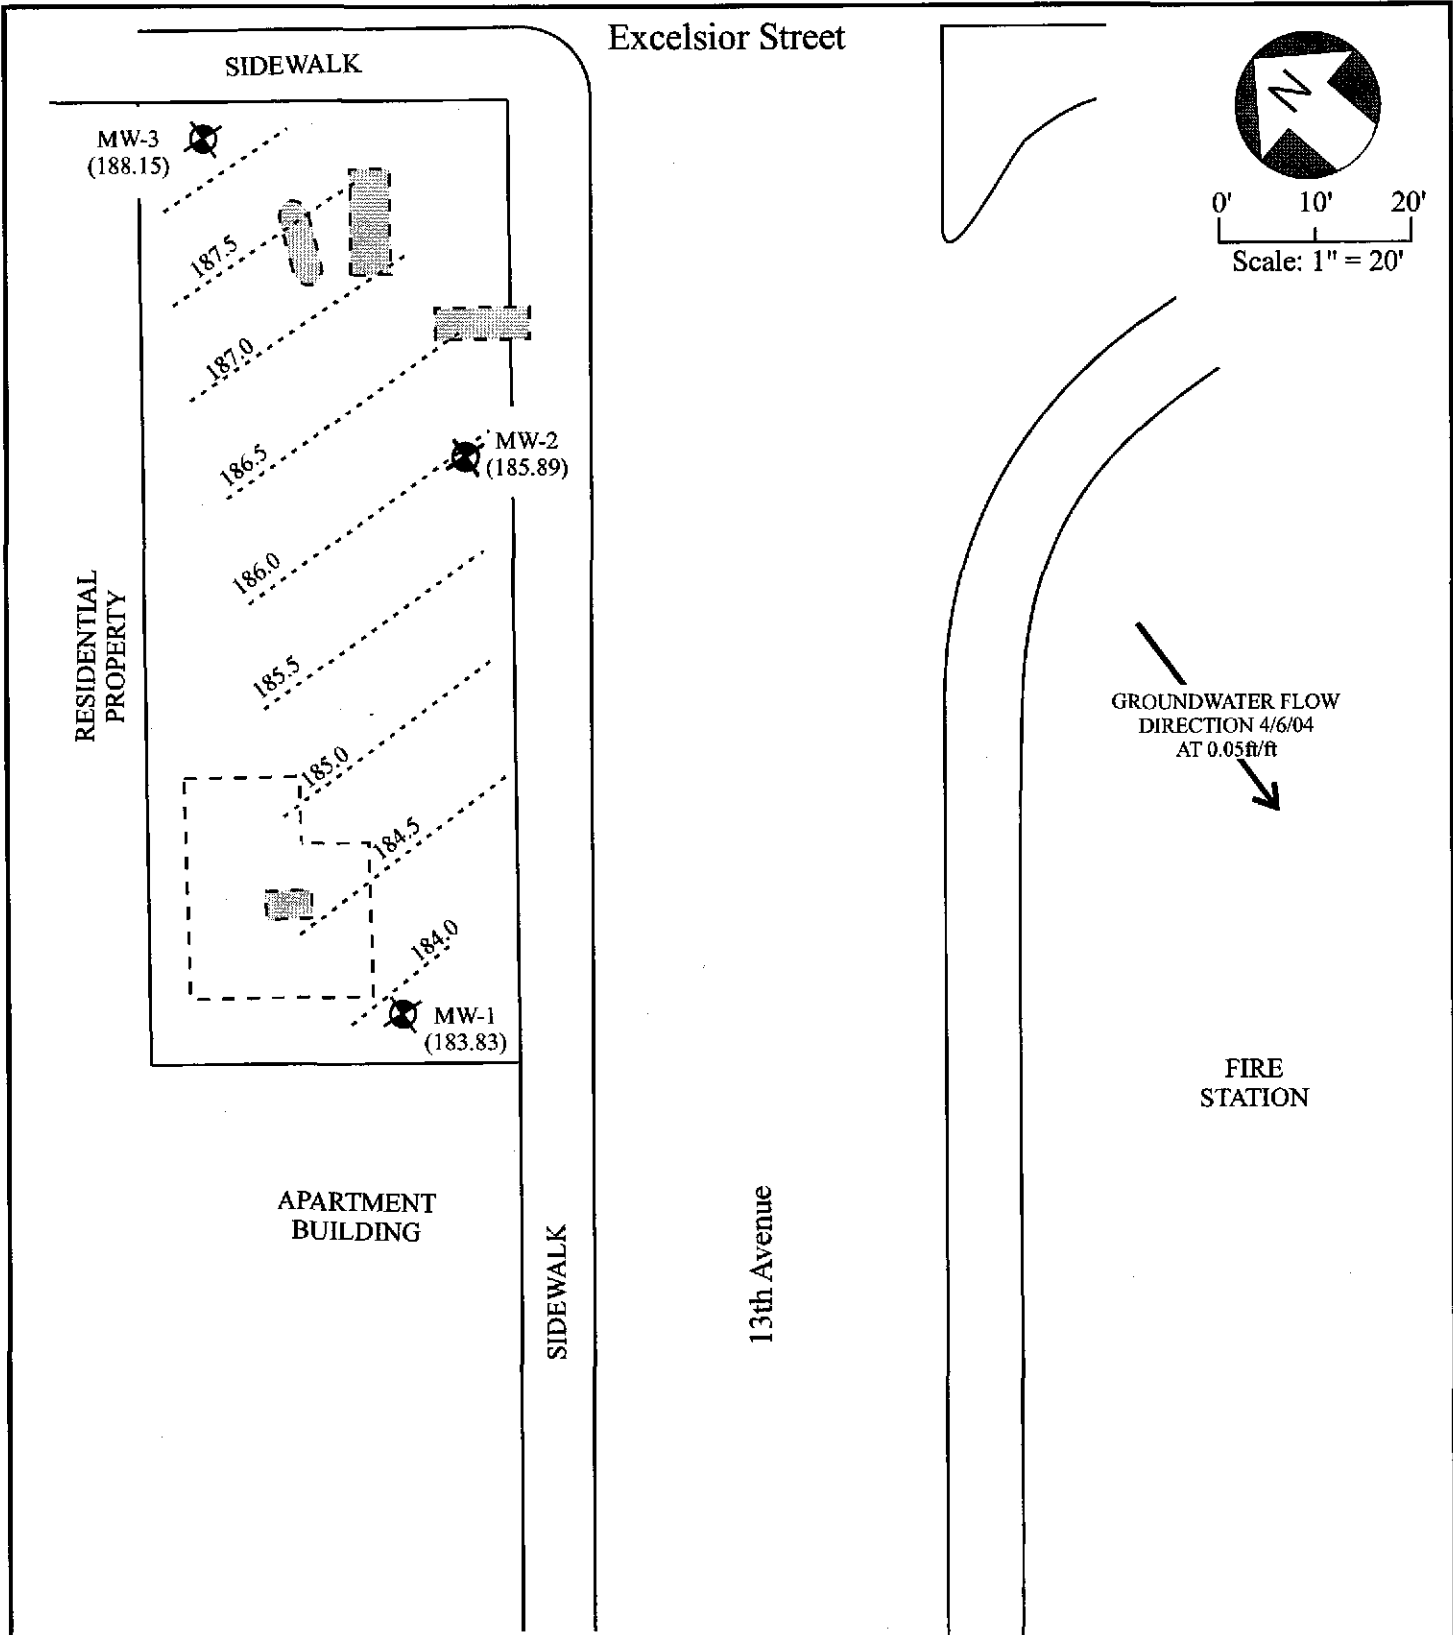 Excelsior Street
SIDEWALK
N
MW-3
(188.15)
0' 10' 20'
Scale: 1" = 20'
187.5
187.0
186.5
MW-2
(185.89)
186.0
185.5
185.0
184.5
184.0
RESIDENTIAL
PROPERTY
GROUNDWATER FLOW
DIRECTION 4/6/04
AT 0.05ft/ft
MW-1
(183.83)
FIRE
STATION
APARTMENT
BUILDING
SIDEWALK
13th Avenue